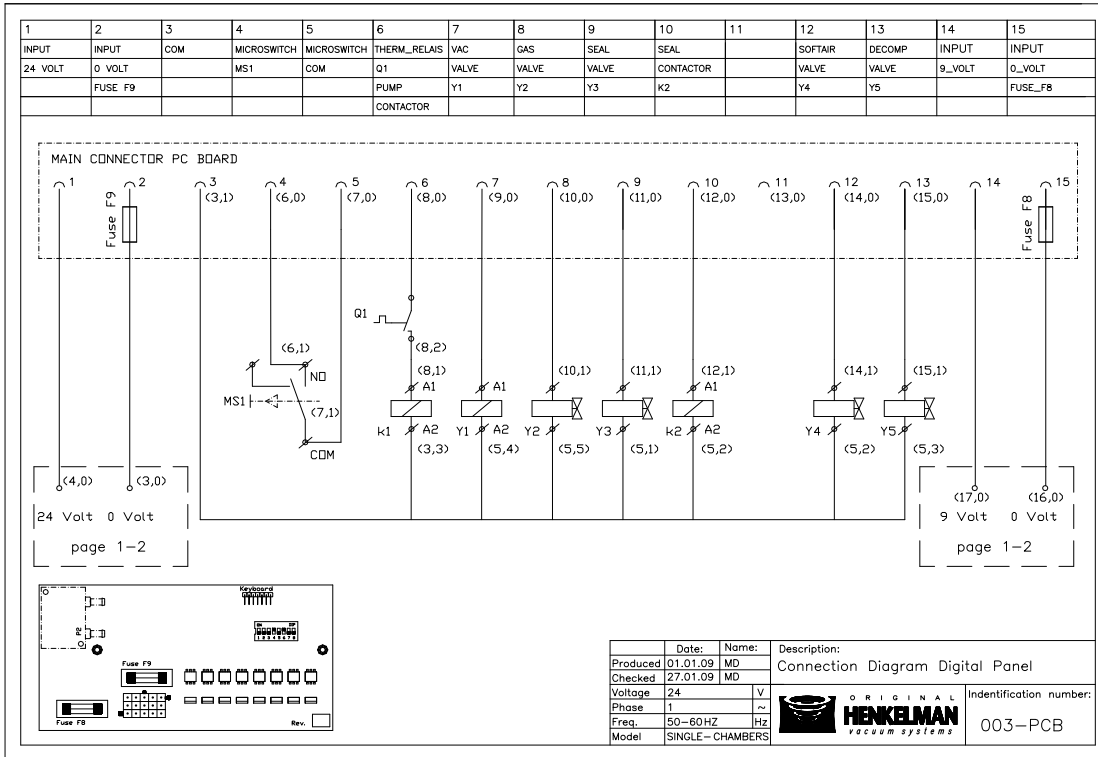 1 2 3 4 5 6 7 8 9 10 11 12 13 14 15
INPUT INPUT COM MICROSWITCH MICROSWITCH THERM_RELAIS VAC GAS SEAL SEAL SOFTAIR DECOMP INPUT INPUT
24 VOLT 0 VOLT MS1 COM Q1 VALVE VALVE VALVE CONTACTOR VALVE VALVE 9_VOLT 0_VOLT
FUSE F9 PUMP Y1 Y2 Y3 K2 Y4 Y5 FUSE_F8
CONTACTOR
MAIN CONNECTOR PC BOARD
1 2 3 4 5 6 7 8 9 10 11 12 13 14 15
(3,1) (6,0) (7,0) (8,0) (9,0) (10,0) (11,0) (12,0) (13,0) (14,0) (15,0)
Fuse F9
Fuse F8
Q1
(6,1) (8,2)
(8,1) (10,1) (11,1) (12,1) (14,1) (15,1)
NO A1 A1 A1
MS1 (7,1)
k1 A2 Y1 A2 Y2 Y3 k2 A2 Y4 Y5
(3,3) (5,4) (5,5) (5,1) (5,2) (5,2) (5,3)
COM
(4,0) (3,0)
24 Volt 0 Volt
page 1-2
(17,0) (16,0)
9 Volt 0 Volt
page 1-2
Keyboard
P2
ON DIP
1 2 3 4 5 6 7 8
Fuse F9
Fuse F8
Rev.
Date: Name: Description:
Produced 01.01.09 MD Connection Diagram Digital Panel
Checked 27.01.09 MD
Voltage 24 V
Phase 1 ~
Freq. 50-60HZ Hz
Model SINGLE-CHAMBERS
ORIGINAL
HENKELMAN
vacuum systems
Indentification number:
003-PCB